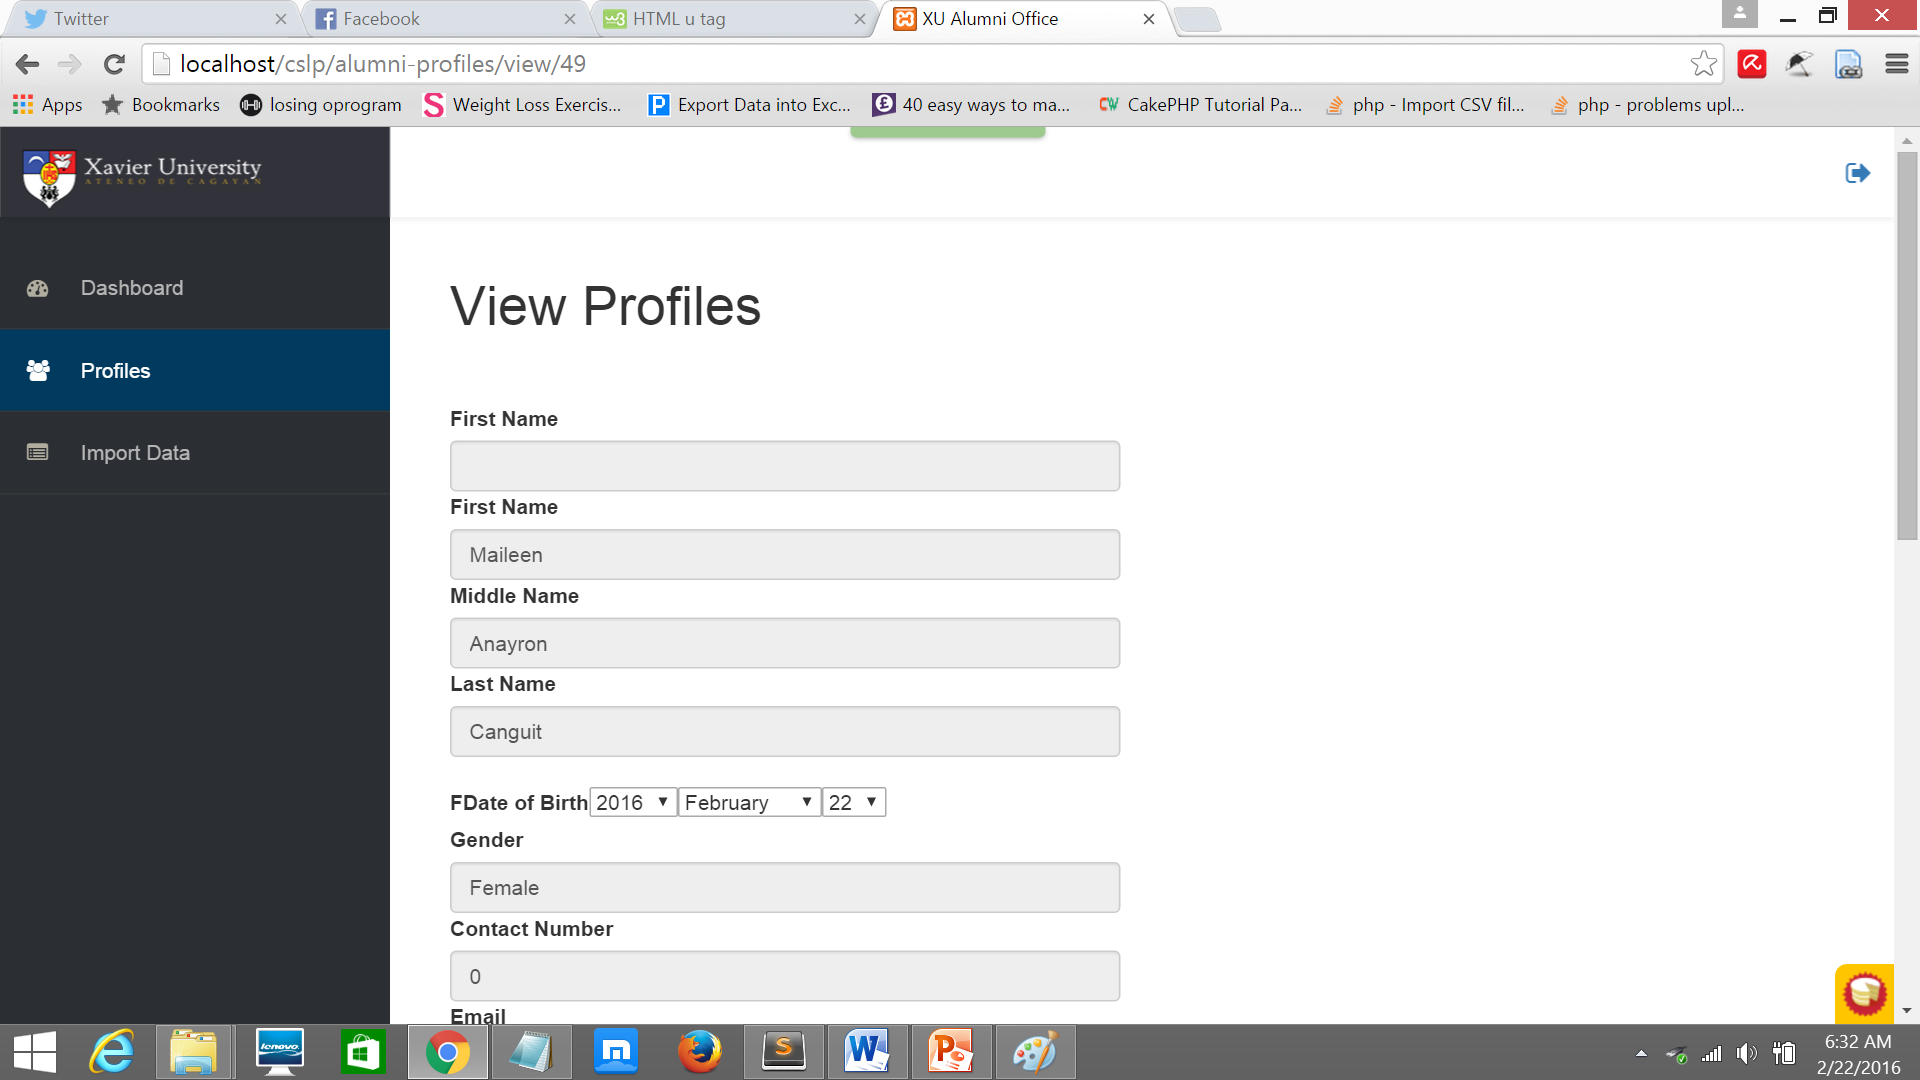 Twitter
Facebook
HTML u tag
XU Alumni Office
localhost/cslp/alumni-profiles/view/49
Apps
Bookmarks
losing oprogram
Weight Loss Exercis...
Export Data into Exc...
40 easy ways to ma...
CakePHP Tutorial Pa...
php - Import CSV fil...
php - problems upl...
Xavier University
ATENEO DE CAGAYAN
Dashboard
Profiles
Import Data
View Profiles
First Name
First Name
Maileen
Middle Name
Anayron
Last Name
Canguit
FDate of Birth 2016 February 22
Gender
Female
Contact Number
0
Email
lenovo
6:32 AM
2/22/2016